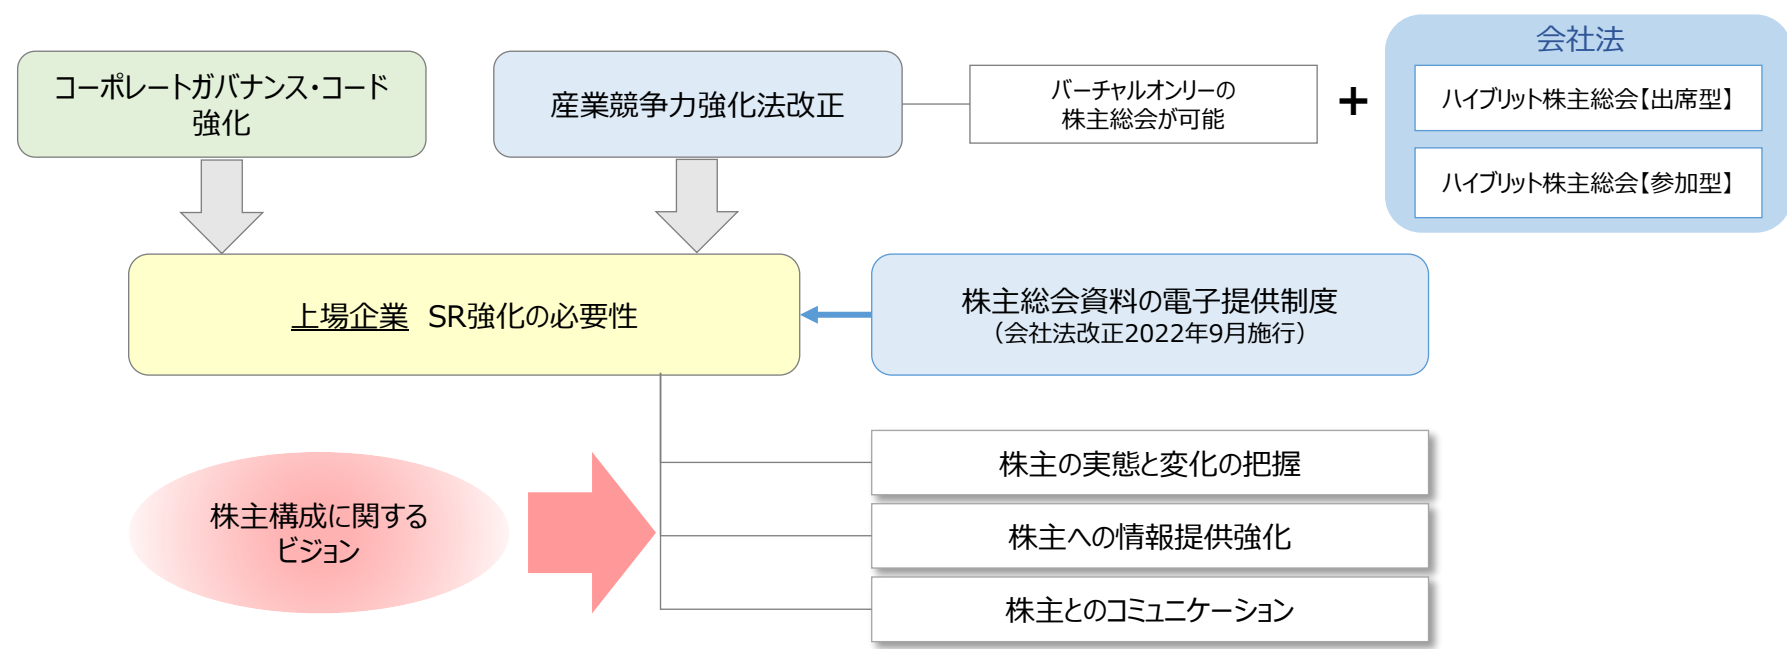 コーポレートガバナンス・コード
強化
産業競争力強化法改正
バーチャルオンリーの
株主総会が可能
+
会社法
ハイブリット株主総会【出席型】
ハイブリット株主総会【参加型】
上場企業 SR強化の必要性
株主総会資料の電子提供制度
（会社法改正2022年9月施行）
株主構成に関する
ビジョン
株主の実態と変化の把握
株主への情報提供強化
株主とのコミュニケーション